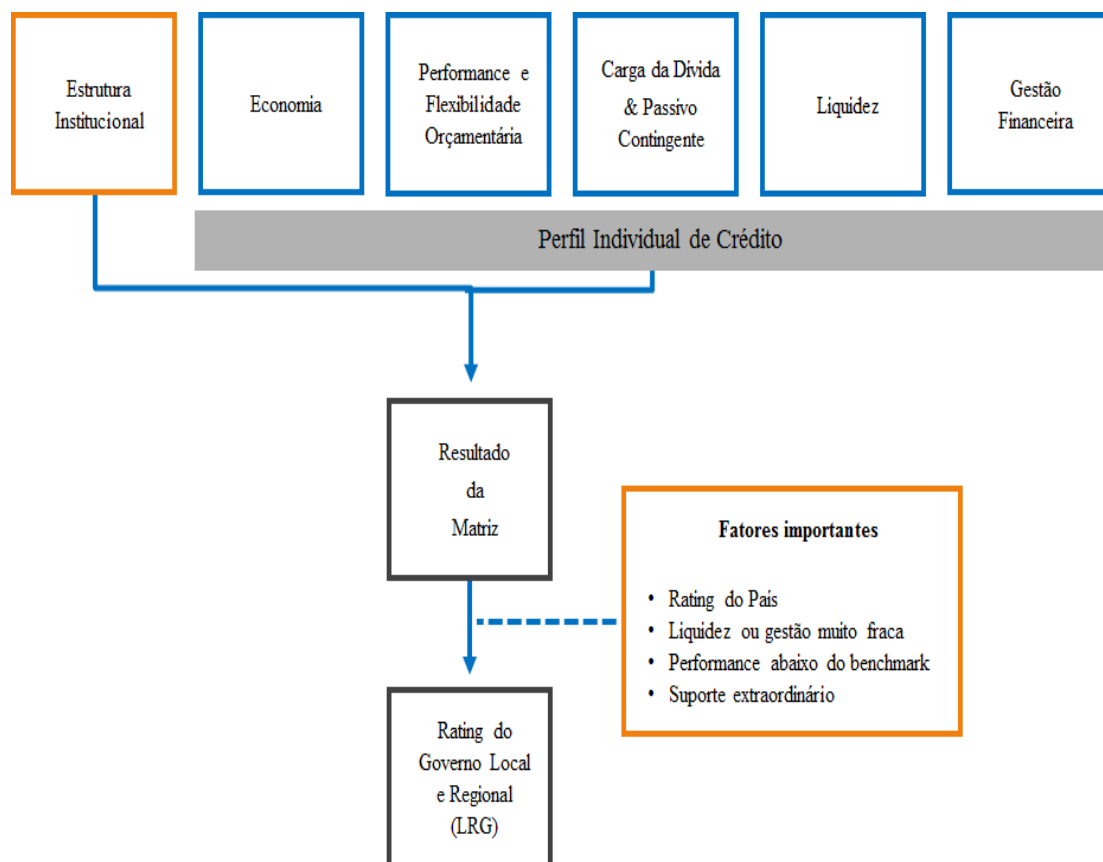 Estrutura
Institucional
Economia
Performance e
Flexibilidade
Orçamentária
Carga da Dívida
& Passivo
Contingente
Liquidez
Gestão
Financeira
Perfil Individual de Crédito
Resultado
da
Matriz
Fatores importantes
• Rating do País
• Liquidez ou gestão muito fraca
• Performance abaixo do benchmark
• Suporte extraordinário
Rating do
Governo Local
e Regional
(LRG)